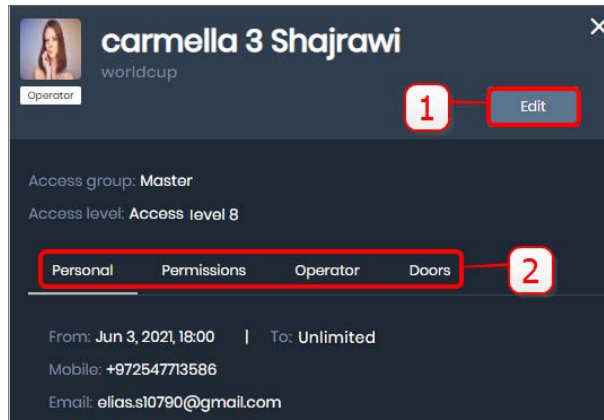 carmella 3 Shajrawi
worldcup
Operator
1
Edit
Access group: Master
Access level: Access level 8
Personal Permissions Operator Doors
2
From: Jun 3, 2021, 18:00 | To: Unlimited
Mobile: +972547713586
Email: elias.s10790@gmail.com